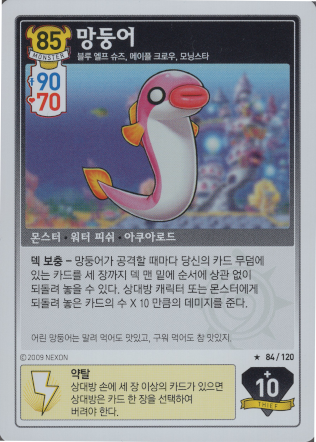 85
MONSTER
망둥어
블루 엘프 슈즈, 메이플 크로우, 모닝스타
90
70
몬스터 · 워터 피쉬 · 아쿠아로드
덱 보충 – 망둥어가 공격할 때마다 당신의 카드 무덤에
있는 카드를 세 장까지 덱 맨 밑에 순서에 상관 없이
되돌려 놓을 수 있다. 상대방 캐릭터 또는 몬스터에게
되돌려 놓은 카드의 수 X 10 만큼의 데미지를 준다.
어린 망둥어는 말려 먹어도 맛있고, 구워 먹어도 참 맛있지.
©2009 NEXON
★ 84/120
약탈
상대방 손에 세 장 이상의 카드가 있으면
상대방은 카드 한 장을 선택하여
버려야 한다.
+
10
THIEF